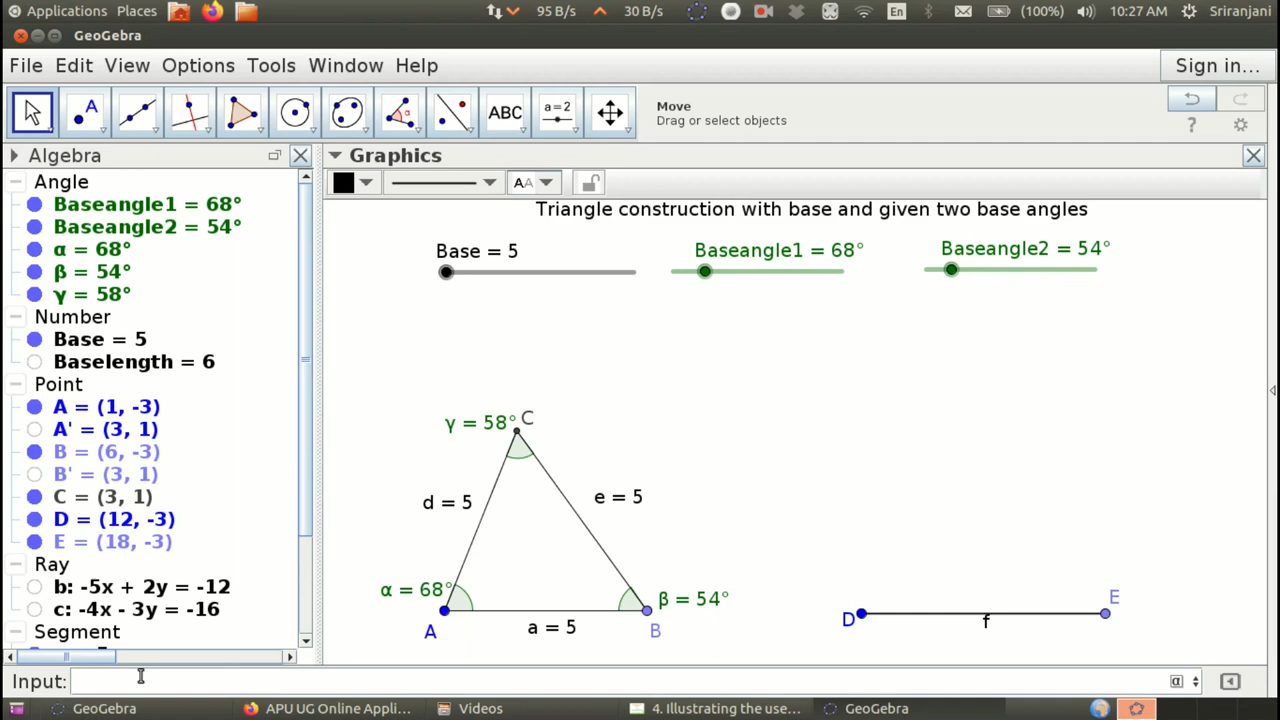 Applications Places 95 B/s 30 B/s En (100%) 10:27 AM Sriranjani
GeoGebra
File Edit View Options Tools Window Help Sign in...
A ABC a=2
Move
Drag or select objects
Algebra
Graphics
AA
Angle
Baseangle1 = 68°
Baseangle2 = 54°
α = 68°
β = 54°
γ = 58°
Number
Base = 5
Baselength = 6
Point
A = (1, -3)
A' = (3, 1)
B = (6, -3)
B' = (3, 1)
C = (3, 1)
D = (12, -3)
E = (18, -3)
Ray
b: -5x + 2y = -12
c: -4x - 3y = -16
Segment
Triangle construction with base and given two base angles
Base = 5
Baseangle1 = 68°
Baseangle2 = 54°
γ = 58° C
d = 5
e = 5
α = 68°
β = 54°
A
a = 5
B
D
f
E
Input:
α
GeoGebra
APU UG Online Appli...
Videos
4. Illustrating the use...
GeoGebra